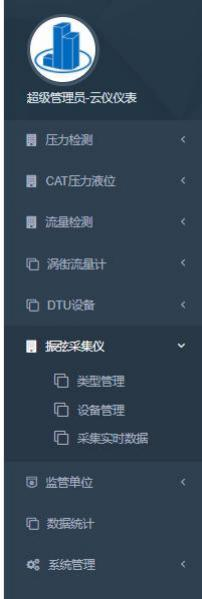 超级管理员-云仪仪表
压力检测
CAT压力液位
流量检测
涡街流量计
DTU设备
振弦采集仪
类型管理
设备管理
采集实时数据
监管单位
数据统计
系统管理